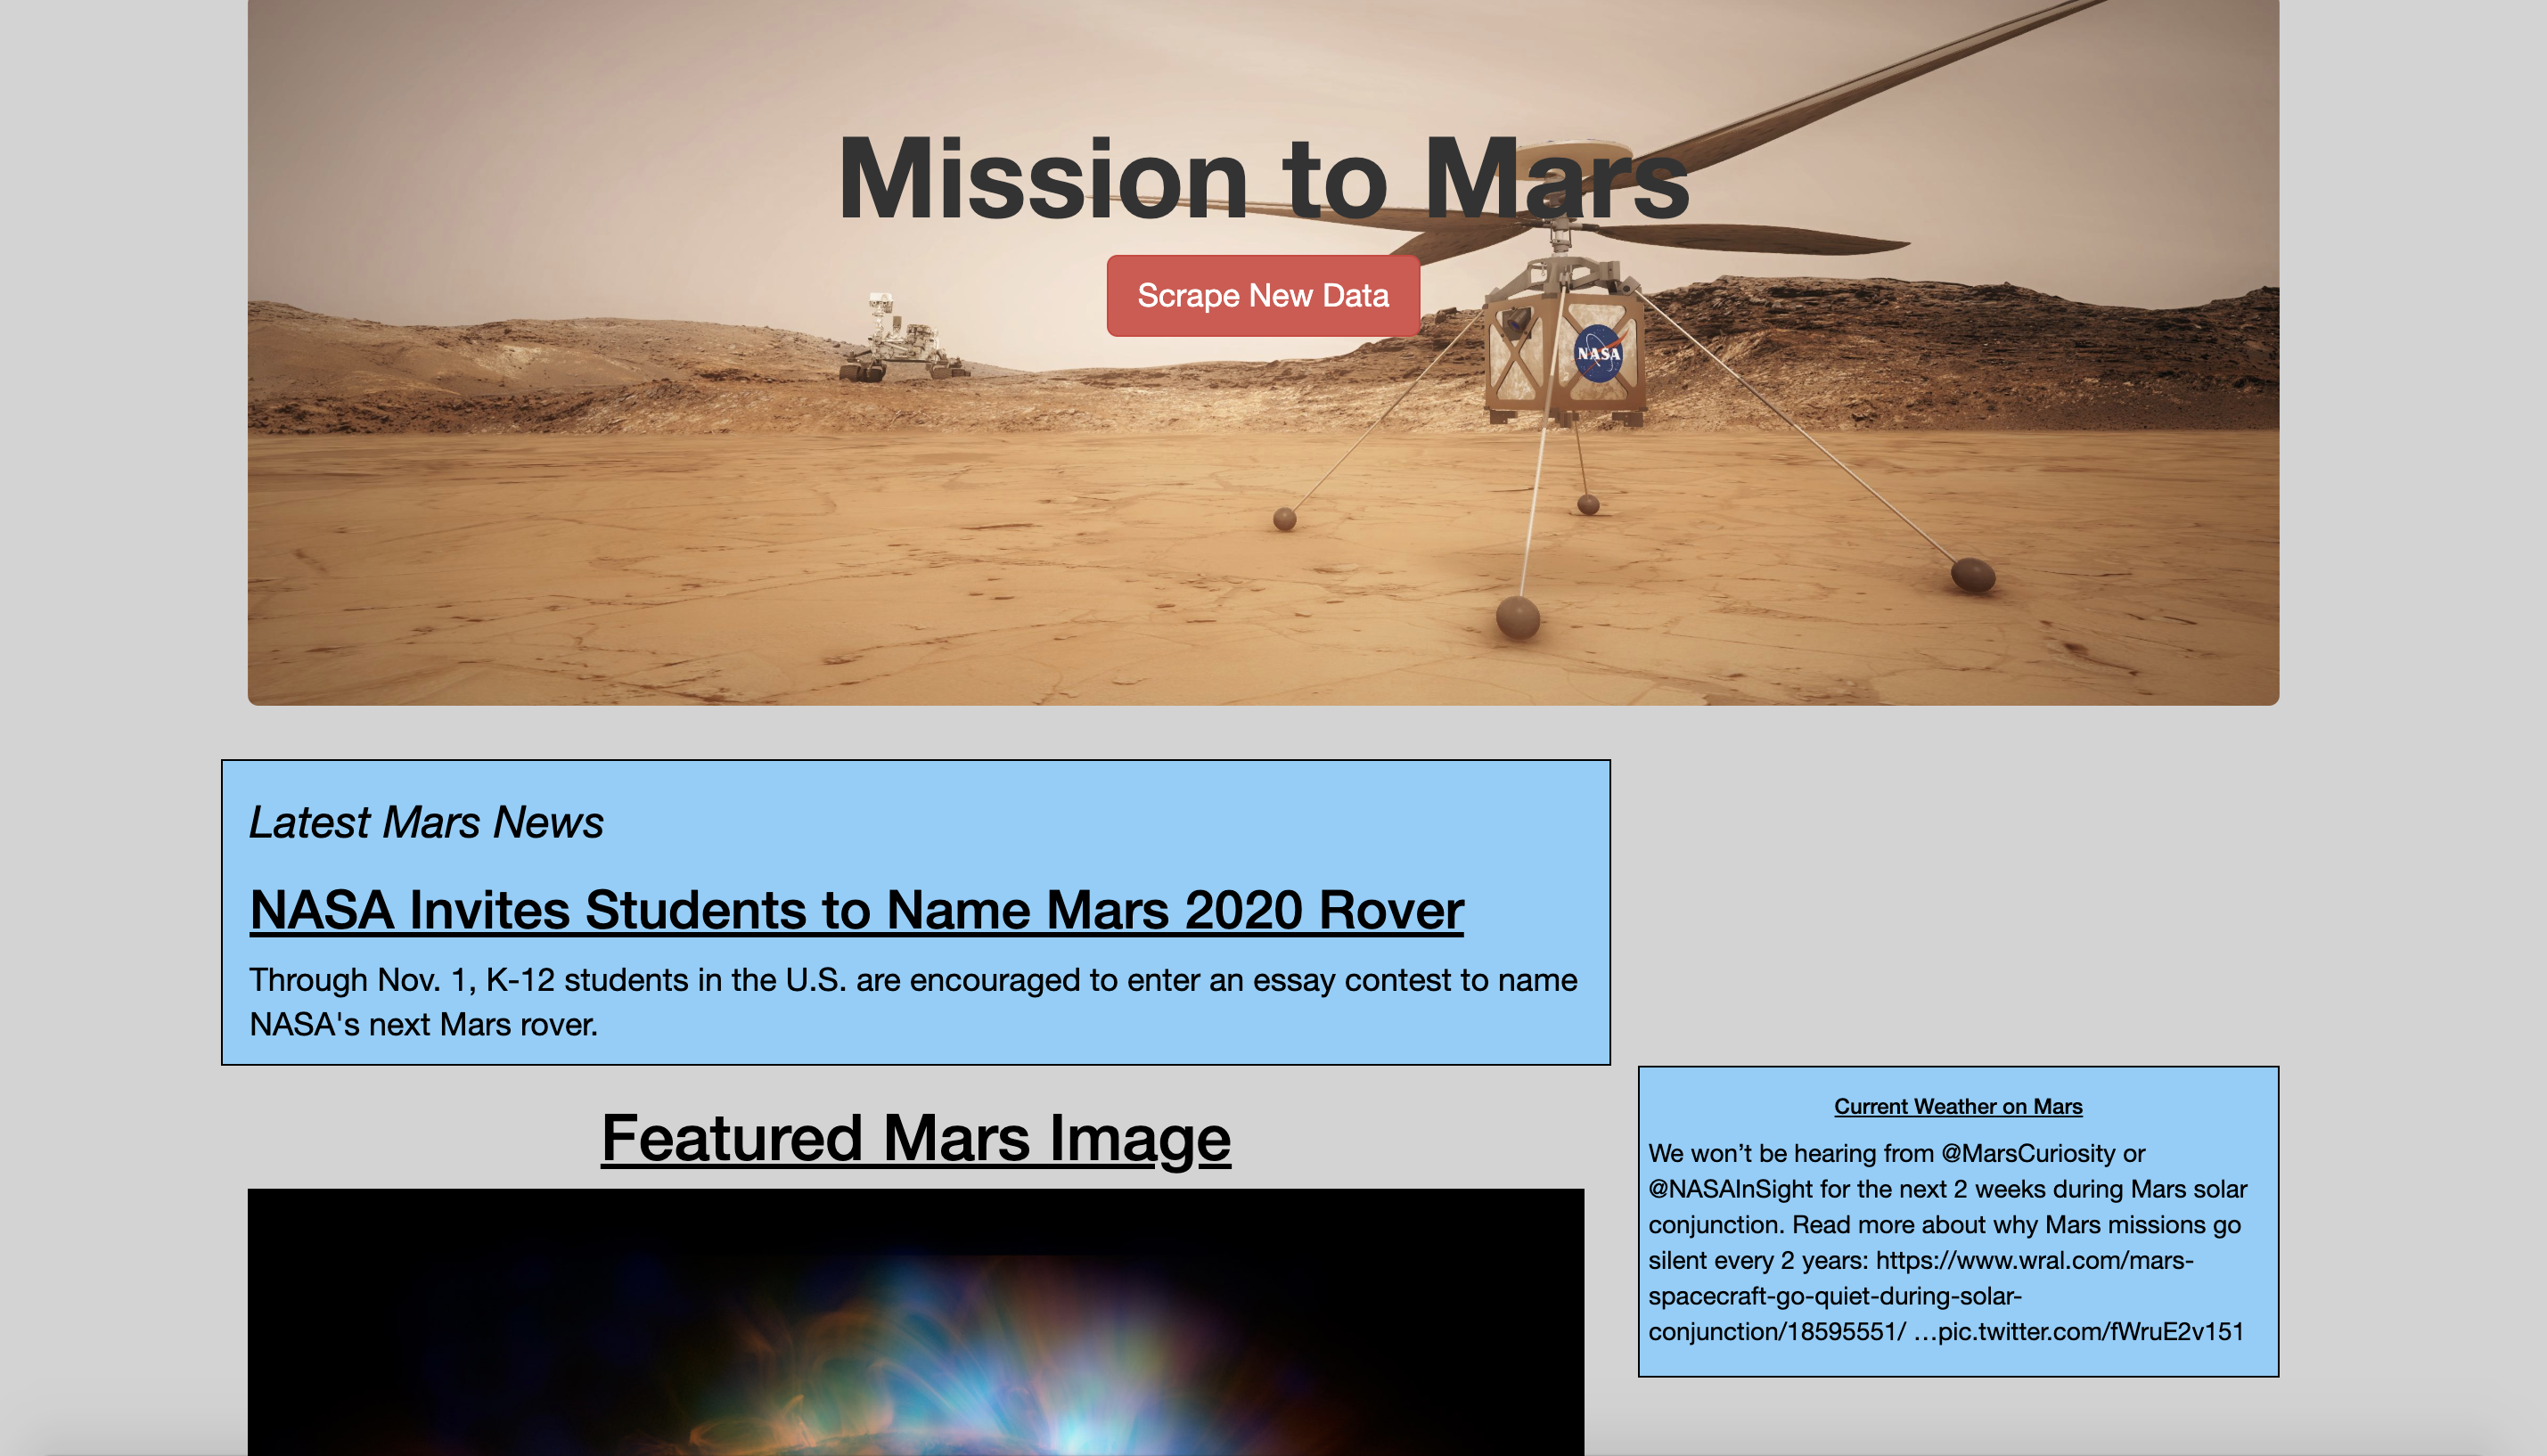 Mission to Mars
Scrape New Data
NASA
Latest Mars News
NASA Invites Students to Name Mars 2020 Rover
Through Nov. 1, K-12 students in the U.S. are encouraged to enter an essay contest to name
NASA's next Mars rover.
Featured Mars Image
Current Weather on Mars
We won’t be hearing from @MarsCuriosity or
@NASAInSight for the next 2 weeks during Mars solar
conjunction. Read more about why Mars missions go
silent every 2 years: https://www.wral.com/mars-
spacecraft-go-quiet-during-solar-
conjunction/18595551/ …pic.twitter.com/fWruE2v151